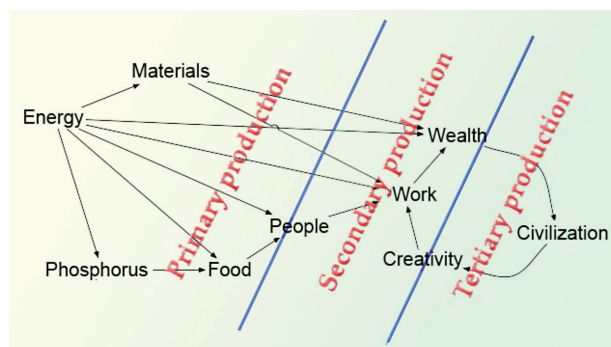 Materials
Energy
Wealth
Work
People
Civilization
Creativity
Phosphorus
Food
Primary production
Secondary production
Tertiary production